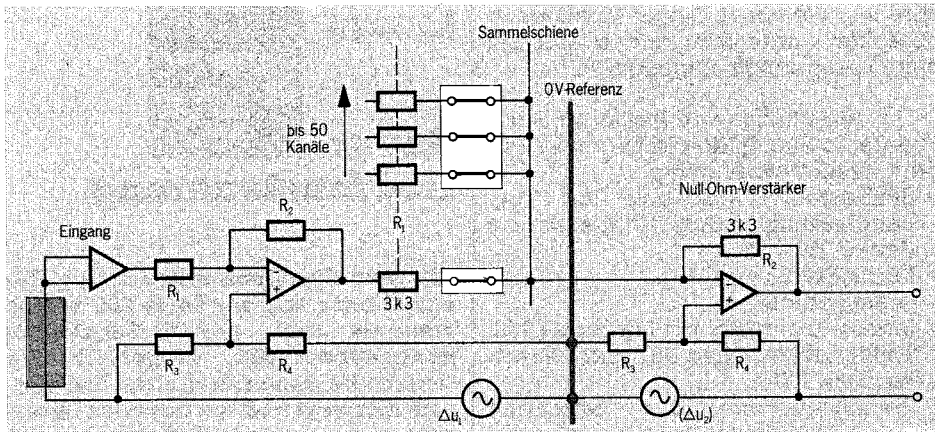 Sammelschiene
0V-Referenz
bis 50
Kanäle
Null-Ohm-Verstärker
R₁
Eingang
R₂
3k3
R₂
-
+
-
+
R₁
3k3
R₃
R₄
R₃
R₄
Δu₁
(Δu₂)